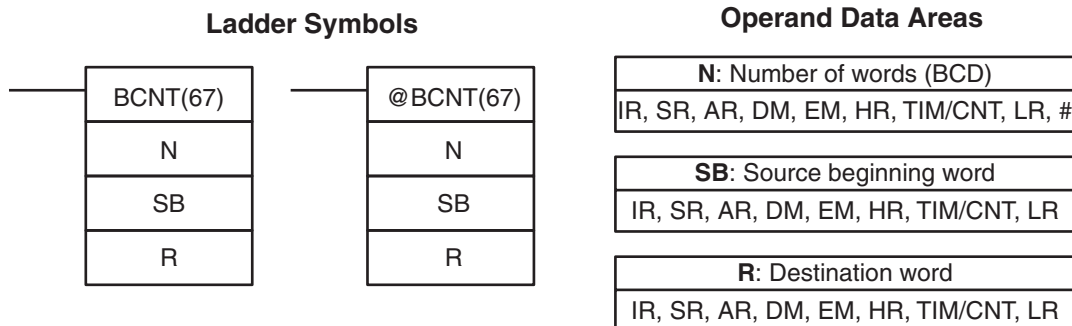 Ladder Symbols
BCNT(67)
N
SB
R
@BCNT(67)
N
SB
R
Operand Data Areas
N: Number of words (BCD)
IR, SR, AR, DM, EM, HR, TIM/CNT, LR, #
SB: Source beginning word
IR, SR, AR, DM, EM, HR, TIM/CNT, LR
R: Destination word
IR, SR, AR, DM, EM, HR, TIM/CNT, LR